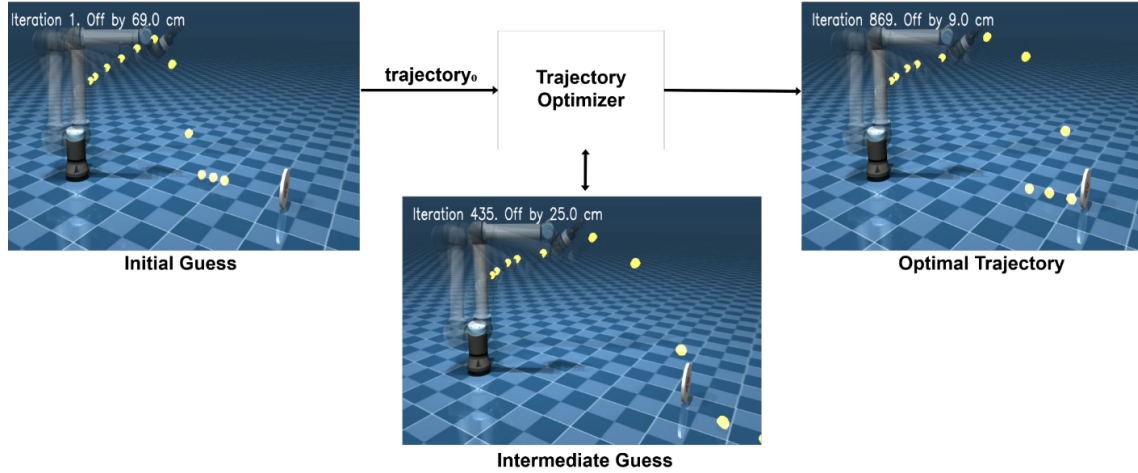 Iteration 1. Off by 69.0 cm
Initial Guess
trajectory₀
Trajectory
Optimizer
Iteration 435. Off by 25.0 cm
Intermediate Guess
Iteration 869. Off by 9.0 cm
Optimal Trajectory